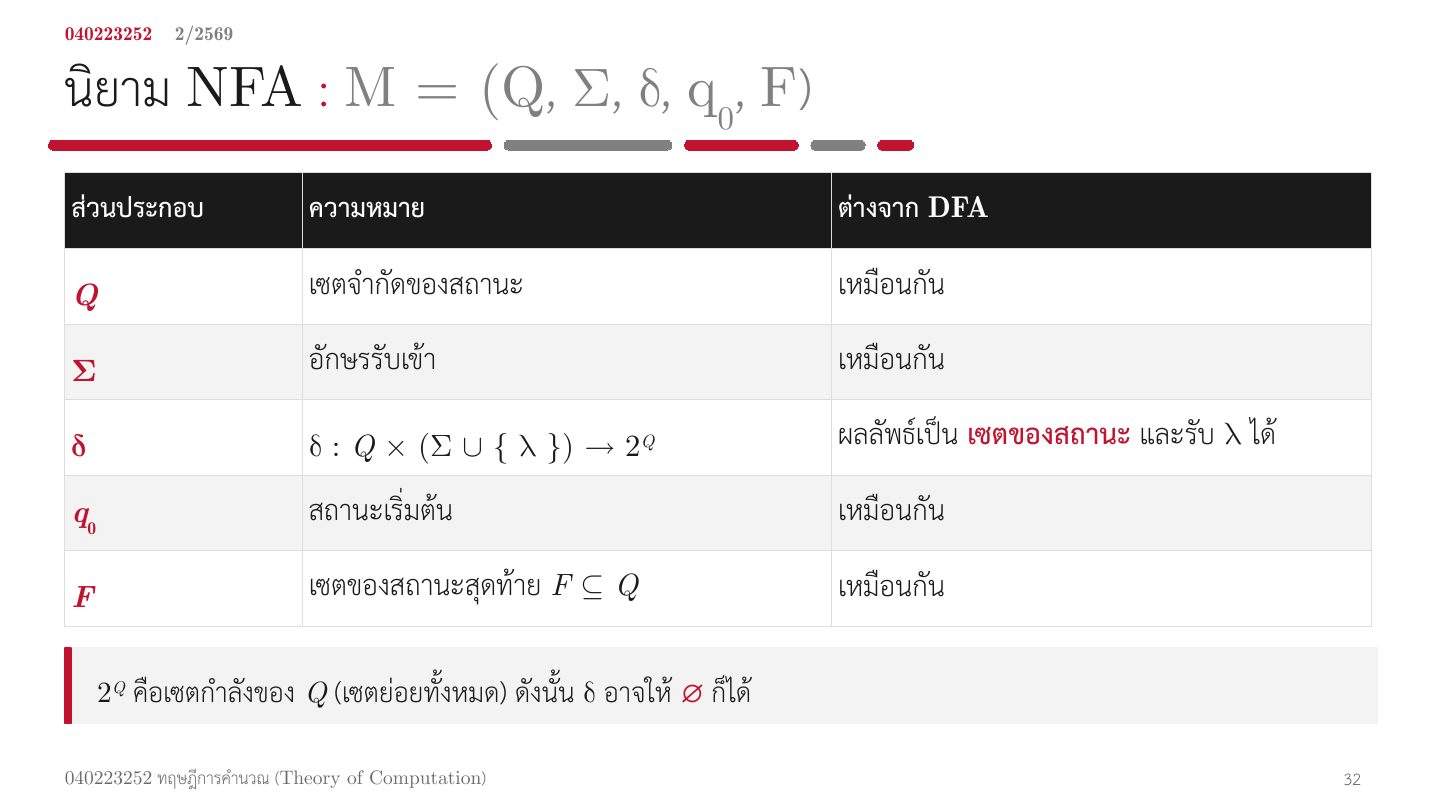 040223252 2/2569
นิยาม NFA : M = (Q, Σ, δ, q₀, F)
ส่วนประกอบ ความหมาย ต่างจาก DFA
Q เซตจำกัดของสถานะ เหมือนกัน
Σ อักษรรับเข้า เหมือนกัน
δ δ : Q × (Σ ∪ { λ }) → 2^Q ผลลัพธ์เป็น เซตของสถานะ และรับ λ ได้
q₀ สถานะเริ่มต้น เหมือนกัน
F เซตของสถานะสุดท้าย F ⊆ Q เหมือนกัน
2^Q คือเซตกำลังของ Q (เซตย่อยทั้งหมด) ดังนั้น δ อาจให้ ∅ ก็ได้
040223252 ทฤษฎีการคำนวณ (Theory of Computation) 32